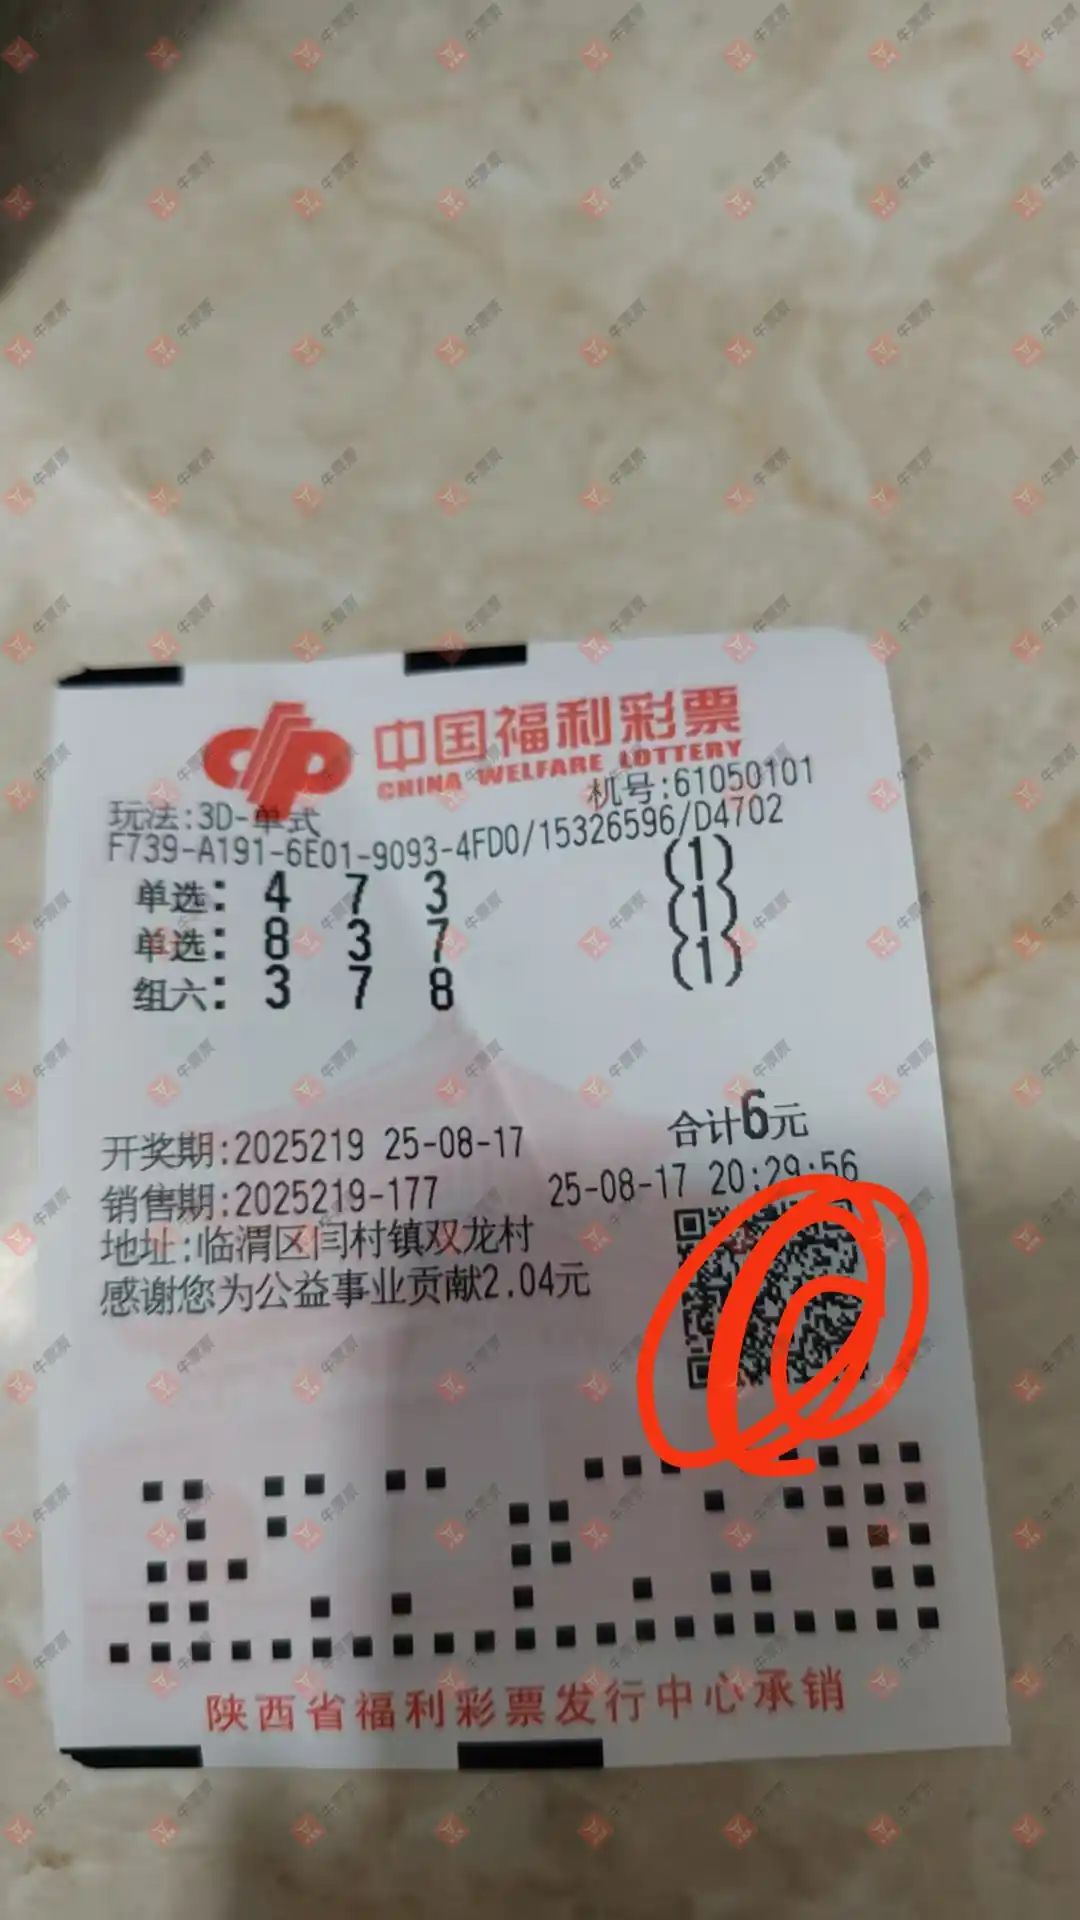 中国福利彩票
CHINA WELFARE LOTTERY
机号:61050101
玩法:3D-单式
F739-A191-6E01-9093-4FD0/15326596/D4702
单选: 4 7 3 (1)
单选: 8 3 7 (1)
组六: 3 7 8 (1)
合计6元
开奖期:2025219 25-08-17
销售期:2025219-177 25-08-17 20:29:56
地址:临渭区闫村镇双龙村
感谢您为公益事业贡献2.04元
陕西省福利彩票发行中心承销